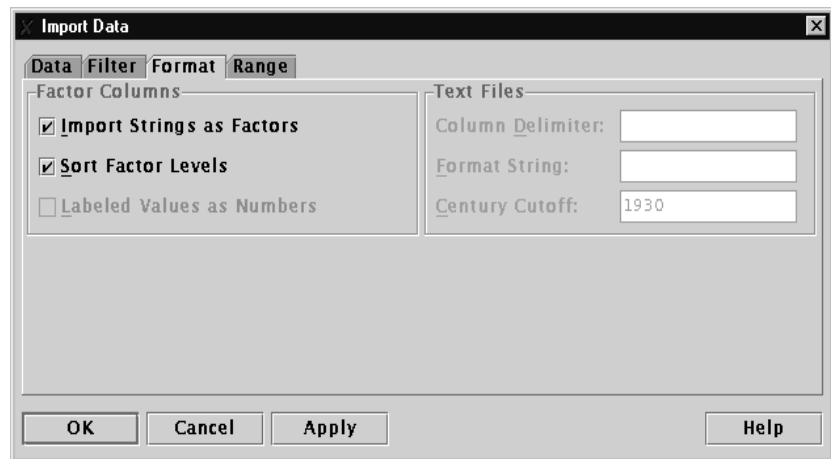 Import Data
Data Filter Format Range
Factor Columns
Import Strings as Factors
Sort Factor Levels
Labeled Values as Numbers
Text Files
Column Delimiter:
Format String:
Century Cutoff: 1930
OK Cancel Apply Help